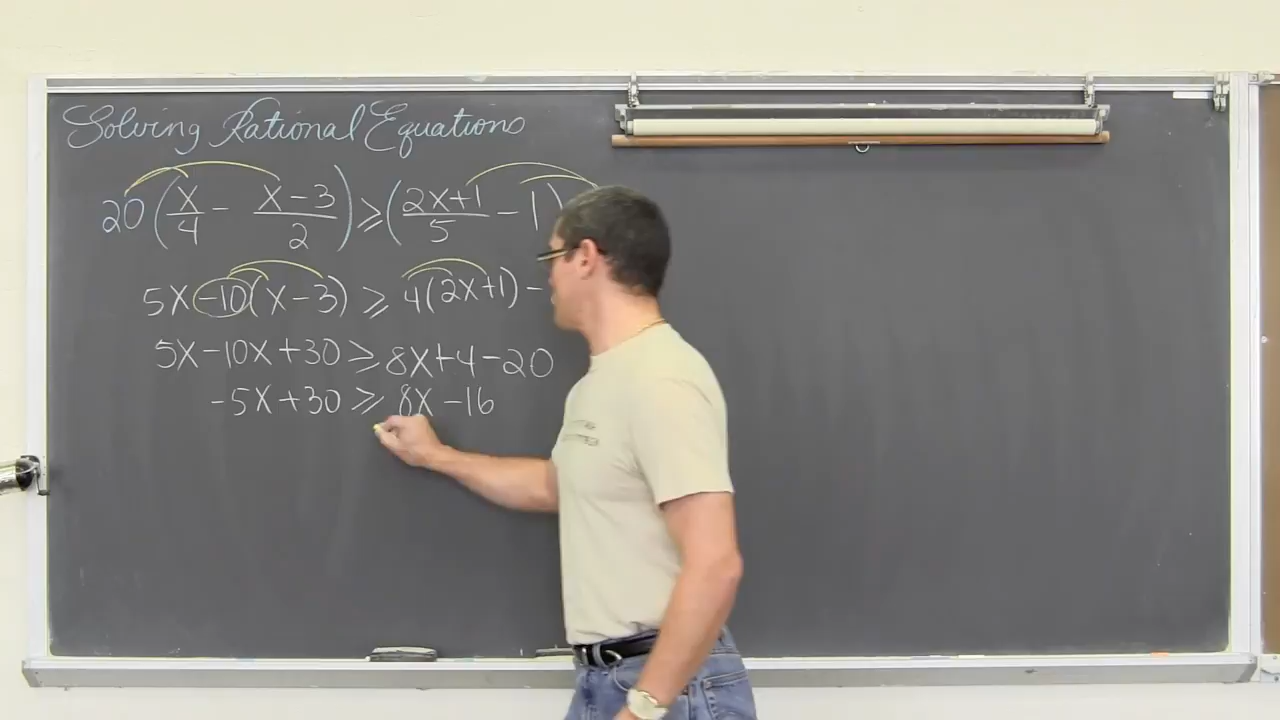 Solving Rational Equations
20(x/4 - x-3/2) ≥ (2x+1/5 - 1)
5x-10(x-3) ≥ 4(2x+1)-
5x-10x+30 ≥ 8x+4-20
-5x+30 ≥ 8x-16